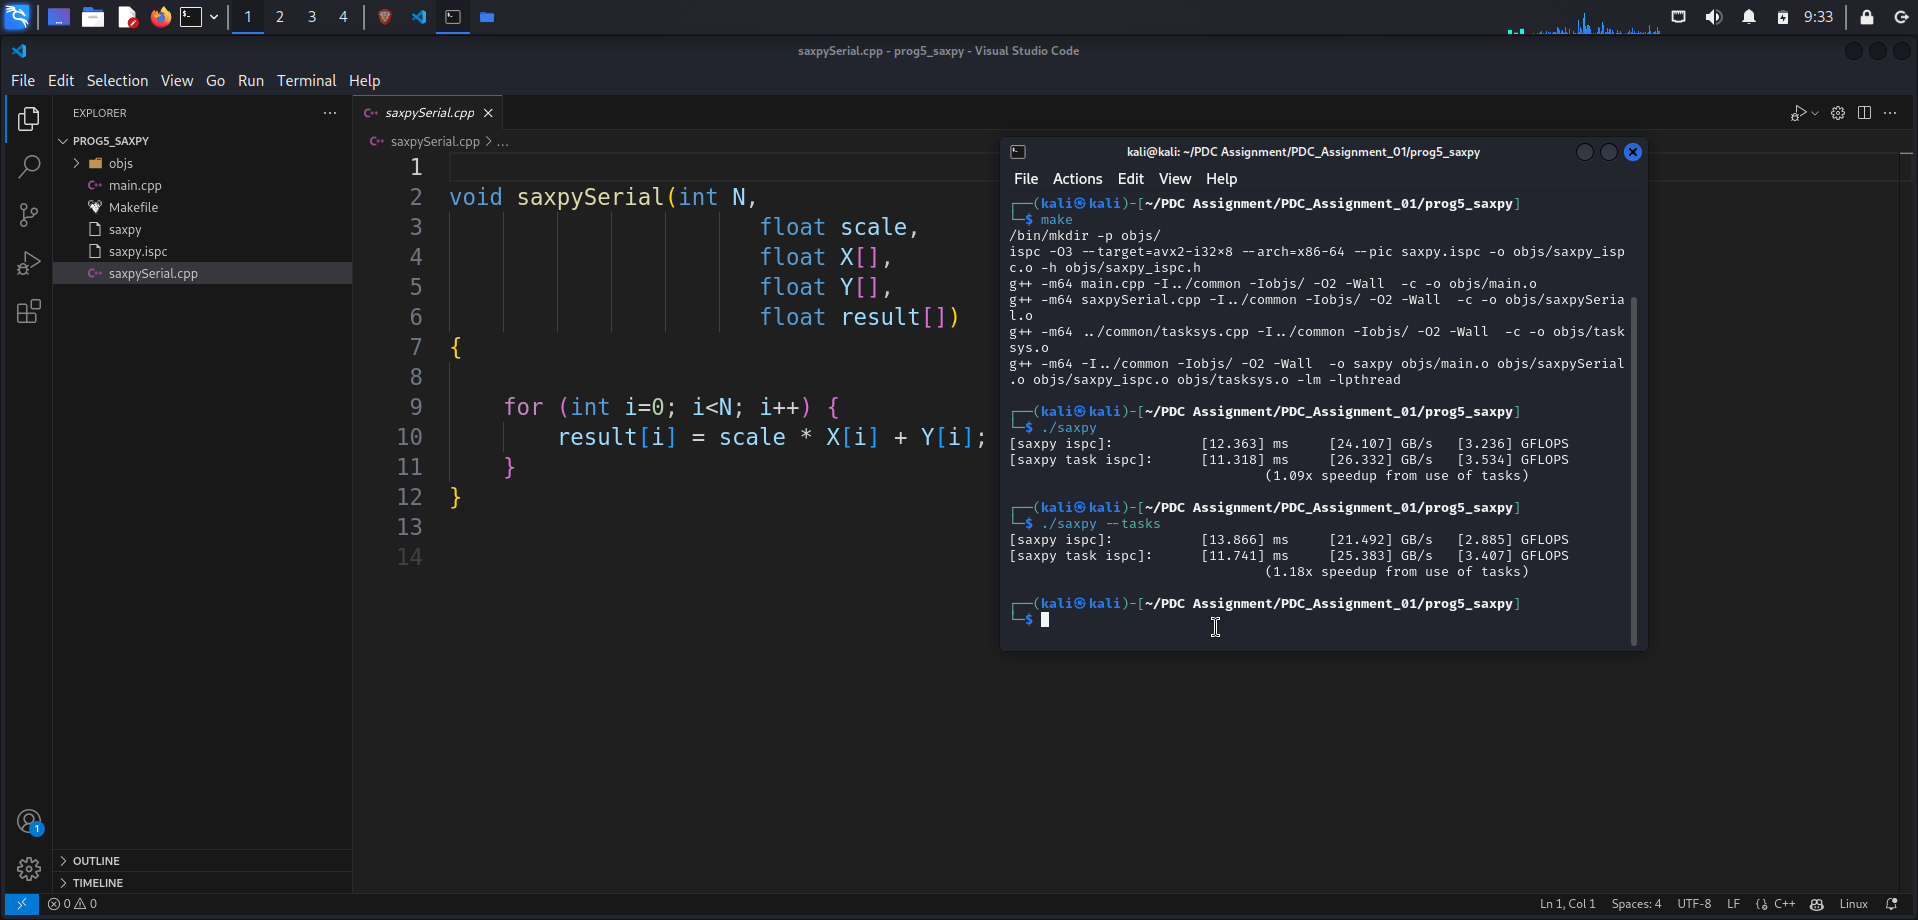 1 2 3 4 9:33
saxpySerial.cpp - prog5_saxpy - Visual Studio Code
File Edit Selection View Go Run Terminal Help
EXPLORER
PROG5_SAXPY
objs
main.cpp
Makefile
saxpy
saxpy.ispc
saxpySerial.cpp
OUTLINE
TIMELINE
1
saxpySerial.cpp
saxpySerial.cpp > ...
1
2 void saxpySerial(int N,
3 float scale,
4 float X[],
5 float Y[],
6 float result[])
7 {
8
9 for (int i=0; i<N; i++) {
10 result[i] = scale * X[i] + Y[i];
11 }
12 }
13
14
kali@kali: ~/PDC Assignment/PDC_Assignment_01/prog5_saxpy
File Actions Edit View Help
┌──(kali㉿kali)-[~/PDC Assignment/PDC_Assignment_01/prog5_saxpy]
└─$ make
/bin/mkdir -p objs/
ispc -O3 --target=avx2-i32×8 --arch=x86-64 --pic saxpy.ispc -o objs/saxpy_isp
c.o -h objs/saxpy_ispc.h
g++ -m64 main.cpp -I../common -Iobjs/ -O2 -Wall -c -o objs/main.o
g++ -m64 saxpySerial.cpp -I../common -Iobjs/ -O2 -Wall -c -o objs/saxpySeria
l.o
g++ -m64 ../common/tasksys.cpp -I../common -Iobjs/ -O2 -Wall -c -o objs/task
sys.o
g++ -m64 -I../common -Iobjs/ -O2 -Wall -o saxpy objs/main.o objs/saxpySerial
.o objs/saxpy_ispc.o objs/tasksys.o -lm -lpthread
┌──(kali㉿kali)-[~/PDC Assignment/PDC_Assignment_01/prog5_saxpy]
└─$ ./saxpy
[saxpy ispc]: [12.363] ms [24.107] GB/s [3.236] GFLOPS
[saxpy task ispc]: [11.318] ms [26.332] GB/s [3.534] GFLOPS
(1.09x speedup from use of tasks)
┌──(kali㉿kali)-[~/PDC Assignment/PDC_Assignment_01/prog5_saxpy]
└─$ ./saxpy --tasks
[saxpy ispc]: [13.866] ms [21.492] GB/s [2.885] GFLOPS
[saxpy task ispc]: [11.741] ms [25.383] GB/s [3.407] GFLOPS
(1.18x speedup from use of tasks)
┌──(kali㉿kali)-[~/PDC Assignment/PDC_Assignment_01/prog5_saxpy]
└─$
0 0 Ln 1, Col 1 Spaces: 4 UTF-8 LF {} C++ Linux